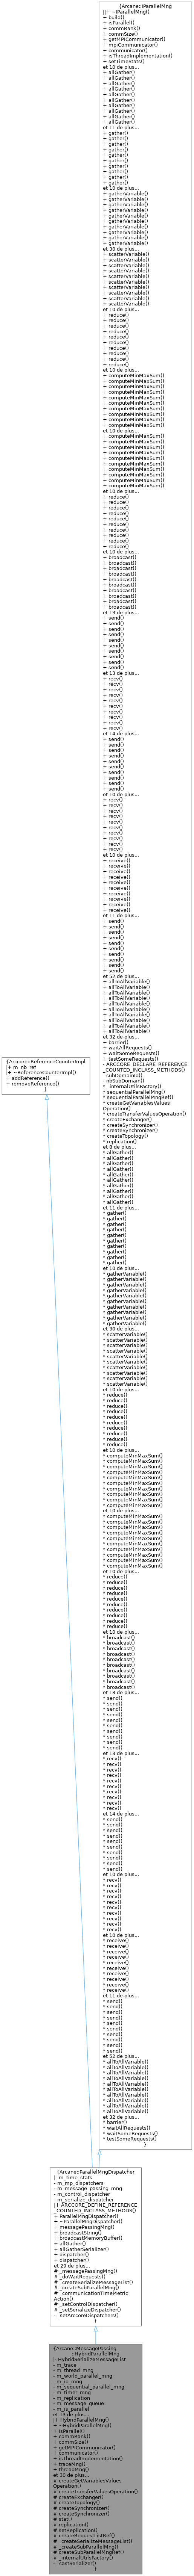 {Arcane::IParallelMng
||+ ~IParallelMng()
+ build()
+ isParallel()
+ commRank()
+ commSize()
+ getMPICommunicator()
+ mpiCommunicator()
+ communicator()
+ isThreadImplementation()
+ setTimeStats()
et 10 de plus...
+ allGather()
+ allGather()
+ allGather()
+ allGather()
+ allGather()
+ allGather()
+ allGather()
+ allGather()
+ allGather()
+ allGather()
et 11 de plus...
+ gather()
+ gather()
+ gather()
+ gather()
+ gather()
+ gather()
+ gather()
+ gather()
+ gather()
+ gather()
et 10 de plus...
+ gatherVariable()
+ gatherVariable()
+ gatherVariable()
+ gatherVariable()
+ gatherVariable()
+ gatherVariable()
+ gatherVariable()
+ gatherVariable()
+ gatherVariable()
+ gatherVariable()
et 30 de plus...
+ scatterVariable()
+ scatterVariable()
+ scatterVariable()
+ scatterVariable()
+ scatterVariable()
+ scatterVariable()
+ scatterVariable()
+ scatterVariable()
+ scatterVariable()
+ scatterVariable()
et 10 de plus...
+ reduce()
+ reduce()
+ reduce()
+ reduce()
+ reduce()
+ reduce()
+ reduce()
+ reduce()
+ reduce()
+ reduce()
et 10 de plus...
+ computeMinMaxSum()
+ computeMinMaxSum()
+ computeMinMaxSum()
+ computeMinMaxSum()
+ computeMinMaxSum()
+ computeMinMaxSum()
+ computeMinMaxSum()
+ computeMinMaxSum()
+ computeMinMaxSum()
+ computeMinMaxSum()
et 10 de plus...
+ computeMinMaxSum()
+ computeMinMaxSum()
+ computeMinMaxSum()
+ computeMinMaxSum()
+ computeMinMaxSum()
+ computeMinMaxSum()
+ computeMinMaxSum()
+ computeMinMaxSum()
+ computeMinMaxSum()
+ computeMinMaxSum()
et 10 de plus...
+ reduce()
+ reduce()
+ reduce()
+ reduce()
+ reduce()
+ reduce()
+ reduce()
+ reduce()
+ reduce()
+ reduce()
et 10 de plus...
+ broadcast()
+ broadcast()
+ broadcast()
+ broadcast()
+ broadcast()
+ broadcast()
+ broadcast()
+ broadcast()
+ broadcast()
+ broadcast()
et 13 de plus...
+ send()
+ send()
+ send()
+ send()
+ send()
+ send()
+ send()
+ send()
+ send()
+ send()
et 13 de plus...
+ recv()
+ recv()
+ recv()
+ recv()
+ recv()
+ recv()
+ recv()
+ recv()
+ recv()
+ recv()
et 14 de plus...
+ send()
+ send()
+ send()
+ send()
+ send()
+ send()
+ send()
+ send()
+ send()
+ send()
et 10 de plus...
+ recv()
+ recv()
+ recv()
+ recv()
+ recv()
+ recv()
+ recv()
+ recv()
+ recv()
+ recv()
et 10 de plus...
+ receive()
+ receive()
+ receive()
+ receive()
+ receive()
+ receive()
+ receive()
+ receive()
+ receive()
+ receive()
et 11 de plus...
+ send()
+ send()
+ send()
+ send()
+ send()
+ send()
+ send()
+ send()
+ send()
+ send()
et 52 de plus...
+ allToAllVariable()
+ allToAllVariable()
+ allToAllVariable()
+ allToAllVariable()
+ allToAllVariable()
+ allToAllVariable()
+ allToAllVariable()
+ allToAllVariable()
+ allToAllVariable()
+ allToAllVariable()
et 32 de plus...
+ barrier()
+ waitAllRequests()
+ waitSomeRequests()
+ testSomeRequests()
- ARCCORE_DECLARE_REFERENCE
_COUNTED_INCLASS_METHODS()
- subDomainId()
- nbSubDomain()
* _internalUtilsFactory()
* sequentialParallelMng()
* sequentialParallelMngRef()
* createGetVariablesValues
Operation()
* createTransferValuesOperation()
* createExchanger()
* createSynchronizer()
* createSynchronizer()
* createTopology()
* replication()
et 8 de plus...
* allGather()
* allGather()
* allGather()
* allGather()
* allGather()
* allGather()
* allGather()
* allGather()
* allGather()
* allGather()
et 11 de plus...
* gather()
* gather()
* gather()
* gather()
* gather()
* gather()
* gather()
* gather()
* gather()
* gather()
et 10 de plus...
* gatherVariable()
* gatherVariable()
* gatherVariable()
* gatherVariable()
* gatherVariable()
* gatherVariable()
* gatherVariable()
* gatherVariable()
* gatherVariable()
* gatherVariable()
et 30 de plus...
* scatterVariable()
* scatterVariable()
* scatterVariable()
* scatterVariable()
* scatterVariable()
* scatterVariable()
* scatterVariable()
* scatterVariable()
* scatterVariable()
* scatterVariable()
et 10 de plus...
* reduce()
* reduce()
* reduce()
* reduce()
* reduce()
* reduce()
* reduce()
* reduce()
* reduce()
* reduce()
et 10 de plus...
* computeMinMaxSum()
* computeMinMaxSum()
* computeMinMaxSum()
* computeMinMaxSum()
* computeMinMaxSum()
* computeMinMaxSum()
* computeMinMaxSum()
* computeMinMaxSum()
* computeMinMaxSum()
* computeMinMaxSum()
et 10 de plus...
* computeMinMaxSum()
* computeMinMaxSum()
* computeMinMaxSum()
* computeMinMaxSum()
* computeMinMaxSum()
* computeMinMaxSum()
* computeMinMaxSum()
* computeMinMaxSum()
* computeMinMaxSum()
* computeMinMaxSum()
et 10 de plus...
* reduce()
* reduce()
* reduce()
* reduce()
* reduce()
* reduce()
* reduce()
* reduce()
* reduce()
* reduce()
et 10 de plus...
* broadcast()
* broadcast()
* broadcast()
* broadcast()
* broadcast()
* broadcast()
* broadcast()
* broadcast()
* broadcast()
* broadcast()
et 13 de plus...
* send()
* send()
* send()
* send()
* send()
* send()
* send()
* send()
* send()
* send()
et 13 de plus...
* recv()
* recv()
* recv()
* recv()
* recv()
* recv()
* recv()
* recv()
* recv()
* recv()
et 14 de plus...
* send()
* send()
* send()
* send()
* send()
* send()
* send()
* send()
* send()
* send()
et 10 de plus...
* recv()
* recv()
* recv()
* recv()
* recv()
* recv()
* recv()
* recv()
* recv()
* recv()
et 10 de plus...
* receive()
* receive()
* receive()
* receive()
* receive()
* receive()
* receive()
* receive()
* receive()
* receive()
et 11 de plus...
* send()
* send()
* send()
* send()
* send()
* send()
* send()
* send()
* send()
* send()
et 52 de plus...
* allToAllVariable()
* allToAllVariable()
* allToAllVariable()
* allToAllVariable()
* allToAllVariable()
* allToAllVariable()
* allToAllVariable()
* allToAllVariable()
* allToAllVariable()
* allToAllVariable()
et 32 de plus...
* barrier()
* waitAllRequests()
* waitSomeRequests()
* testSomeRequests()
}
{Arccore::ReferenceCounterImpl
|+ m_nb_ref
|+ ~ReferenceCounterImpl()
+ addReference()
+ removeReference()
}
{Arcane::ParallelMngDispatcher
|- m_time_stats
- m_mp_dispatchers
- m_message_passing_mng
- m_control_dispatcher
- m_serialize_dispatcher
|+ ARCCORE_DEFINE_REFERENCE
_COUNTED_INCLASS_METHODS()
+ ParallelMngDispatcher()
+ ~ParallelMngDispatcher()
+ messagePassingMng()
+ broadcastString()
+ broadcastMemoryBuffer()
+ allGather()
+ allGatherSerializer()
+ dispatcher()
+ dispatcher()
et 29 de plus...
# _messagePassingMng()
# _doWaitRequests()
# _createSerializeMessageList()
# _createSubParallelMng()
# _communicationTimeMetric
Action()
# _setControlDispatcher()
# _setSerializeDispatcher()
- _setArccoreDispatchers()
}
{Arcane::MessagePassing
::HybridParallelMng
|- HybridSerializeMessageList
- m_trace
- m_thread_mng
- m_world_parallel_mng
- m_io_mng
- m_sequential_parallel_mng
- m_timer_mng
- m_replication
- m_message_queue
- m_is_parallel
et 13 de plus...
|+ HybridParallelMng()
+ ~HybridParallelMng()
+ isParallel()
+ commRank()
+ commSize()
+ getMPICommunicator()
+ communicator()
+ isThreadImplementation()
+ traceMng()
+ threadMng()
et 30 de plus...
# createGetVariablesValues
Operation()
# createTransferValuesOperation()
# createExchanger()
# createTopology()
# createSynchronizer()
# createSynchronizer()
# stat()
# replication()
# setReplication()
# createRequestListRef()
# _createSerializeMessageList()
# _createSubParallelMng()
# createSubParallelMngRef()
# _internalUtilsFactory()
- _castSerializer()
}